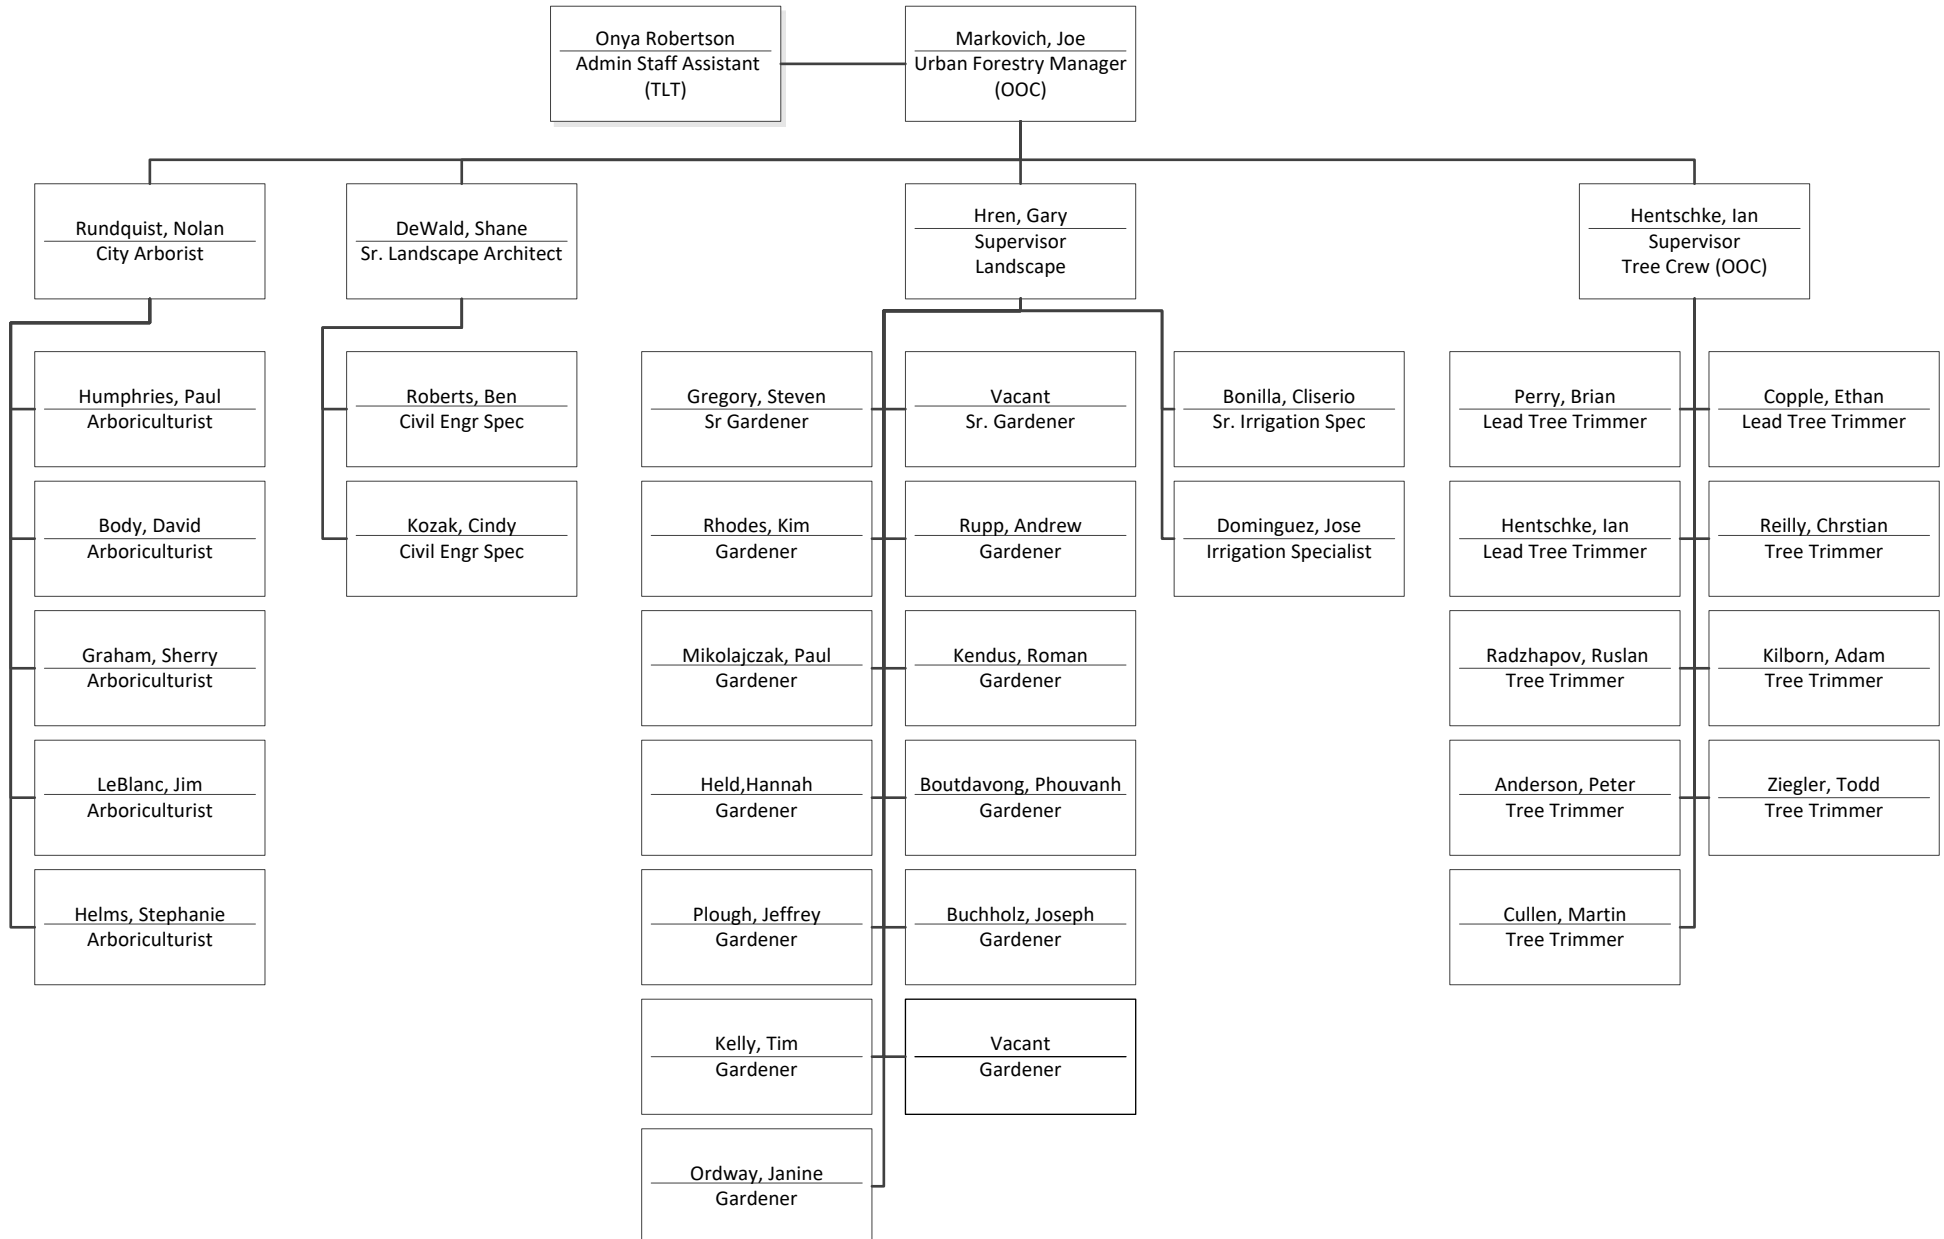 Onya Robertson
Admin Staff Assistant
(TLT)
Markovich, Joe
Urban Forestry Manager
(OOC)
Rundquist, Nolan
City Arborist
DeWald, Shane
Sr. Landscape Architect
Hren, Gary
Supervisor
Landscape
Hentschke, Ian
Supervisor
Tree Crew (OOC)
Humphries, Paul
Arboriculturist
Body, David
Arboriculturist
Graham, Sherry
Arboriculturist
LeBlanc, Jim
Arboriculturist
Helms, Stephanie
Arboriculturist
Roberts, Ben
Civil Engr Spec
Kozak, Cindy
Civil Engr Spec
Gregory, Steven
Sr Gardener
Vacant
Sr. Gardener
Rhodes, Kim
Gardener
Rupp, Andrew
Gardener
Mikolajczak, Paul
Gardener
Kendus, Roman
Gardener
Held,Hannah
Gardener
Boutdavong, Phouvanh
Gardener
Plough, Jeffrey
Gardener
Buchholz, Joseph
Gardener
Kelly, Tim
Gardener
Vacant
Gardener
Ordway, Janine
Gardener
Bonilla, Cliserio
Sr. Irrigation Spec
Dominguez, Jose
Irrigation Specialist
Perry, Brian
Lead Tree Trimmer
Copple, Ethan
Lead Tree Trimmer
Hentschke, Ian
Lead Tree Trimmer
Reilly, Chrstian
Tree Trimmer
Radzhapov, Ruslan
Tree Trimmer
Kilborn, Adam
Tree Trimmer
Anderson, Peter
Tree Trimmer
Ziegler, Todd
Tree Trimmer
Cullen, Martin
Tree Trimmer